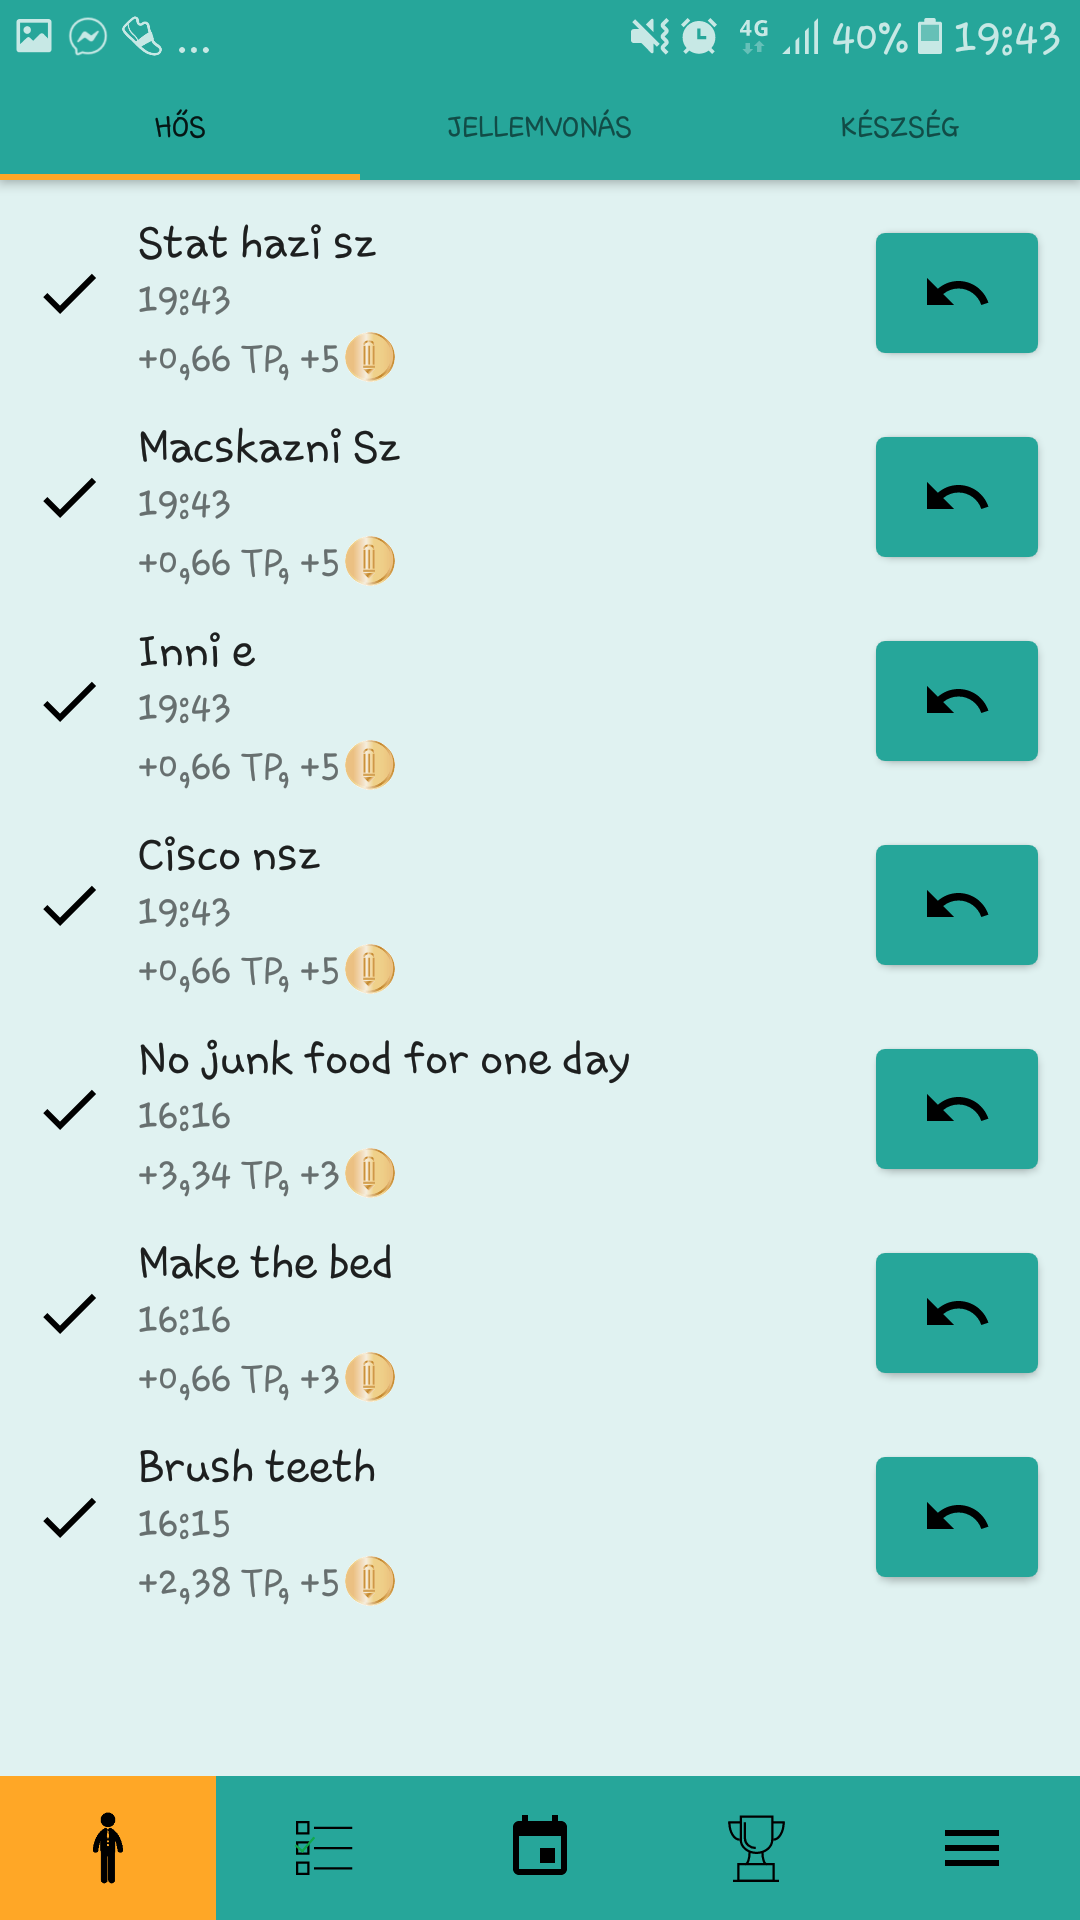 4G 40% 19:43
HŐS JELLEMVONÁS KÉSZSÉG
Stat hazi sz
19:43
+0,66 TP, +5
Macskazni Sz
19:43
+0,66 TP, +5
Inni e
19:43
+0,66 TP, +5
Cisco nsz
19:43
+0,66 TP, +5
No junk food for one day
16:16
+3,34 TP, +3
Make the bed
16:16
+0,66 TP, +3
Brush teeth
16:15
+2,38 TP, +5